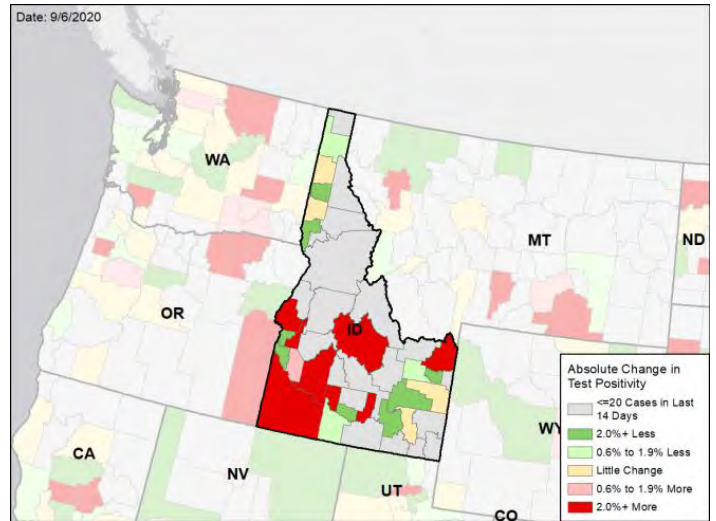 Date: 9/6/2020
WA
MT
ND
OR
ID
WY
CA
NV
UT
CO
Absolute Change in
Test Positivity
<=20 Cases in Last
14 Days
2.0%+ Less
0.6% to 1.9% Less
Little Change
0.6% to 1.9% More
2.0%+ More